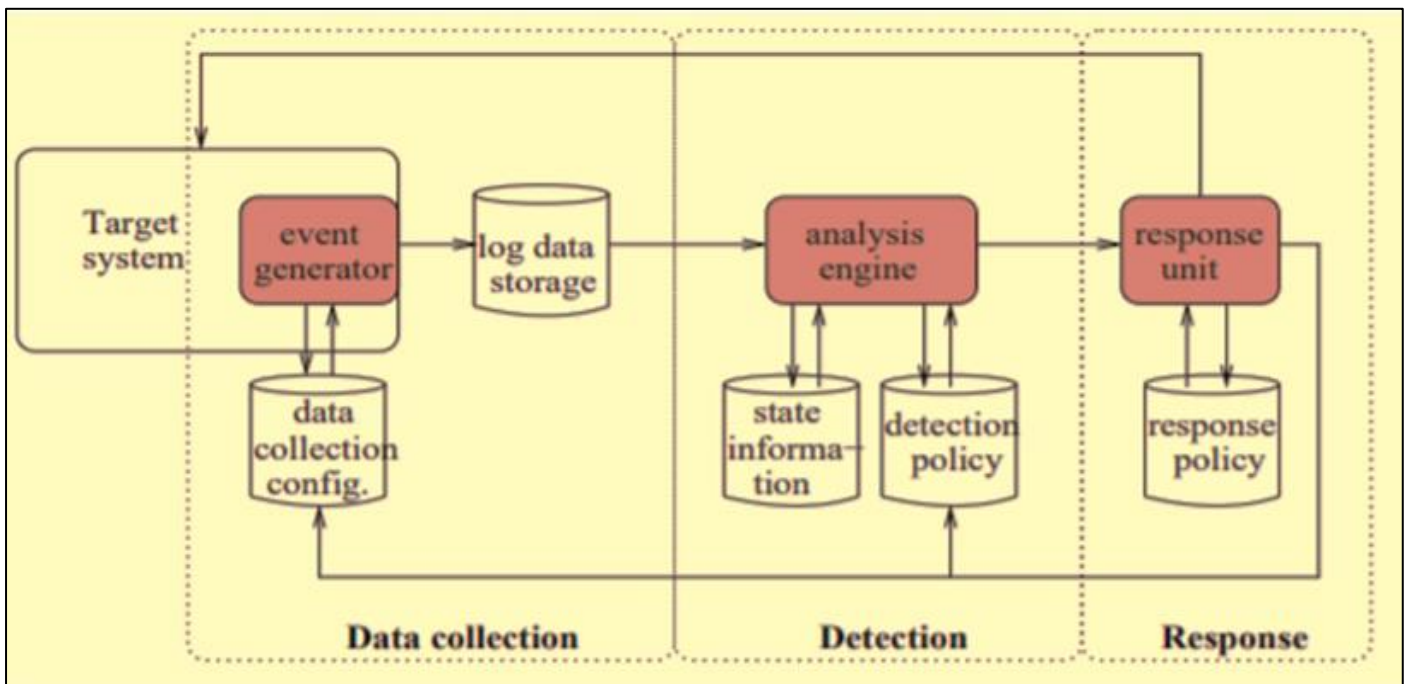 Target
system
event
generator
log data
storage
analysis
engine
response
unit
data
collection
config.
state
informa-
tion
detection
policy
response
policy
Data collection
Detection
Response